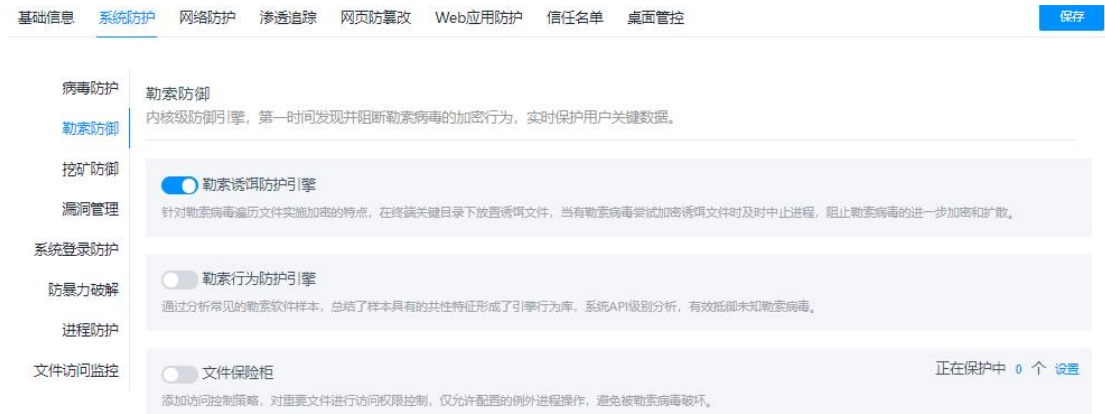 基础信息 系统防护 网络防护 渗透追踪 网页防篡改 Web应用防护 信任名单 桌面管控 保存
病毒防护
勒索防御
挖矿防御
漏洞管理
系统登录防护
防暴力破解
进程防护
文件访问监控
勒索防御
内核级防御引擎，第一时间发现并阻断勒索病毒的加密行为，实时保护用户关键数据。
勒索诱饵防护引擎
针对勒索病毒遍历文件实施加密的特点，在终端关键目录下放置诱饵文件，当有勒索病毒尝试加密诱饵文件时及时中止进程，阻止勒索病毒的进一步加密和扩散。
勒索行为防护引擎
通过分析常见的勒索软件样本，总结了样本具有的共性特征形成了引擎行为库，系统API级别分析，有效抵御未知勒索病毒。
文件保险柜 正在保护中 0 个 设置
添加访问控制策略，对重要文件进行访问权限控制，仅允许配置的例外进程操作，避免被勒索病毒破坏。